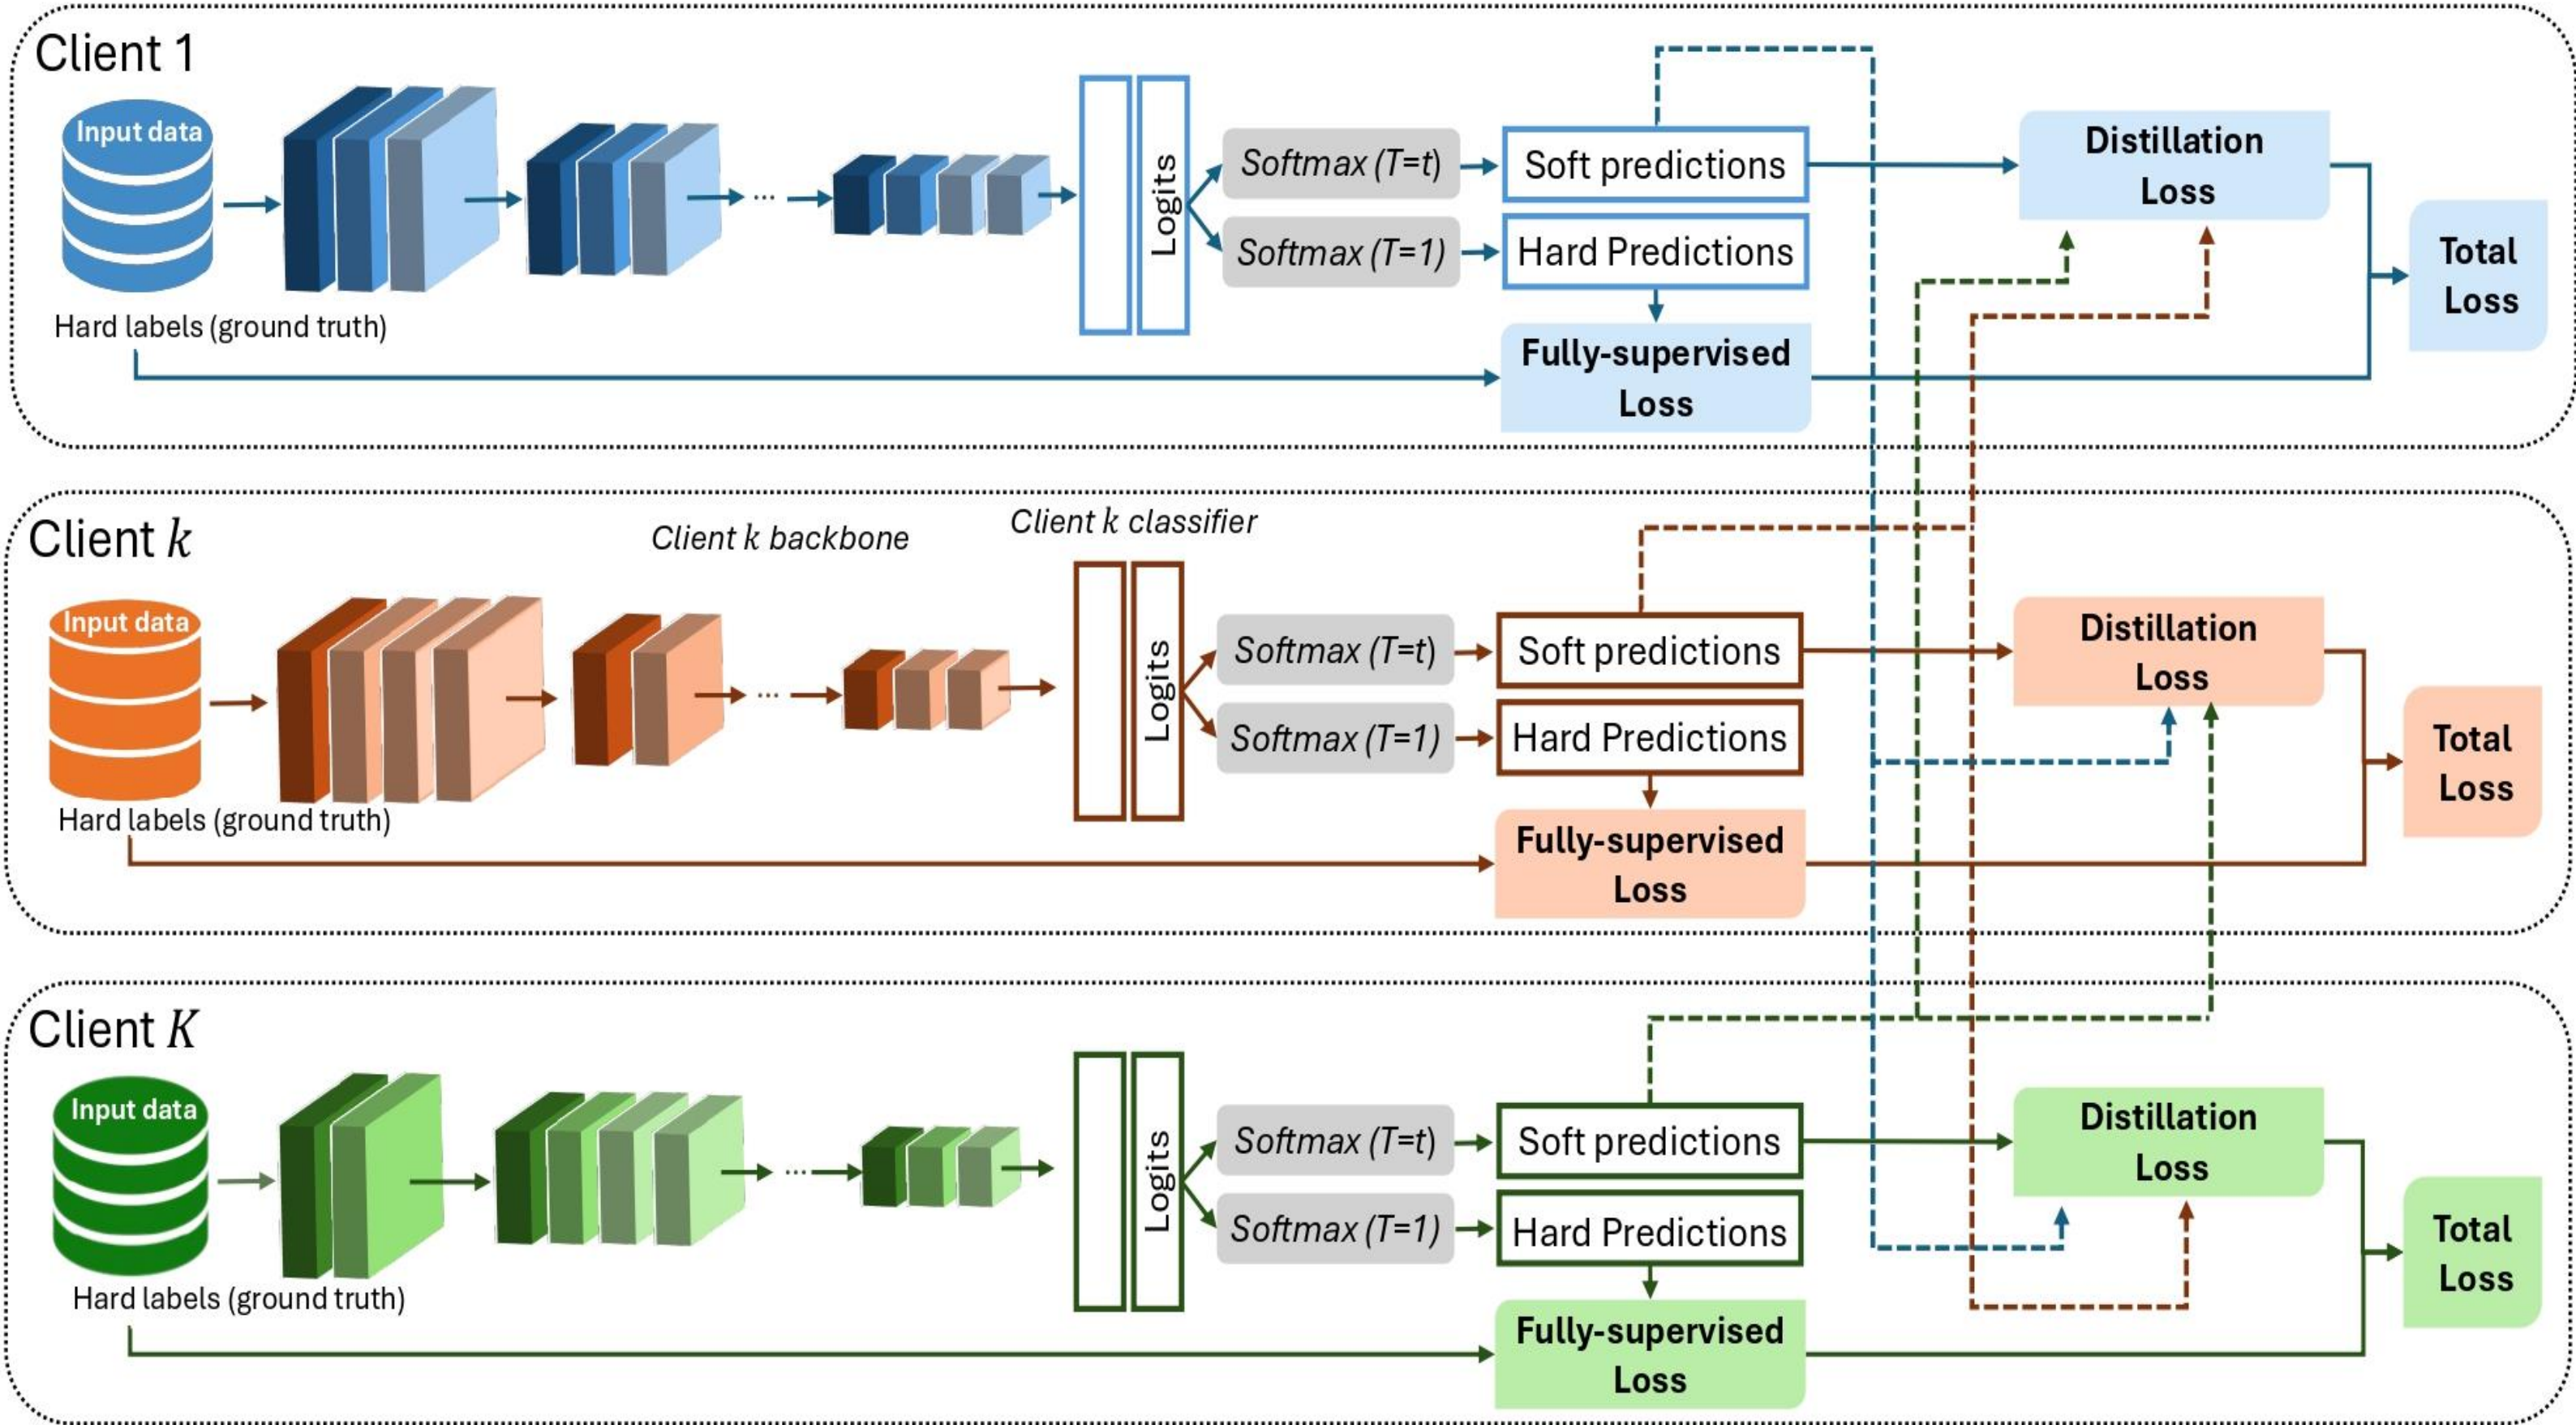 Client 1
Input data
Hard labels (ground truth)
...
Logits
Softmax (T=t)
Softmax (T=1)
Soft predictions
Hard Predictions
Fully-supervised
Loss
Distillation
Loss
Total
Loss
Client k
Client k backbone
Client k classifier
Input data
Hard labels (ground truth)
...
Logits
Softmax (T=t)
Softmax (T=1)
Soft predictions
Hard Predictions
Fully-supervised
Loss
Distillation
Loss
Total
Loss
Client K
Input data
Hard labels (ground truth)
...
Logits
Softmax (T=t)
Softmax (T=1)
Soft predictions
Hard Predictions
Fully-supervised
Loss
Distillation
Loss
Total
Loss